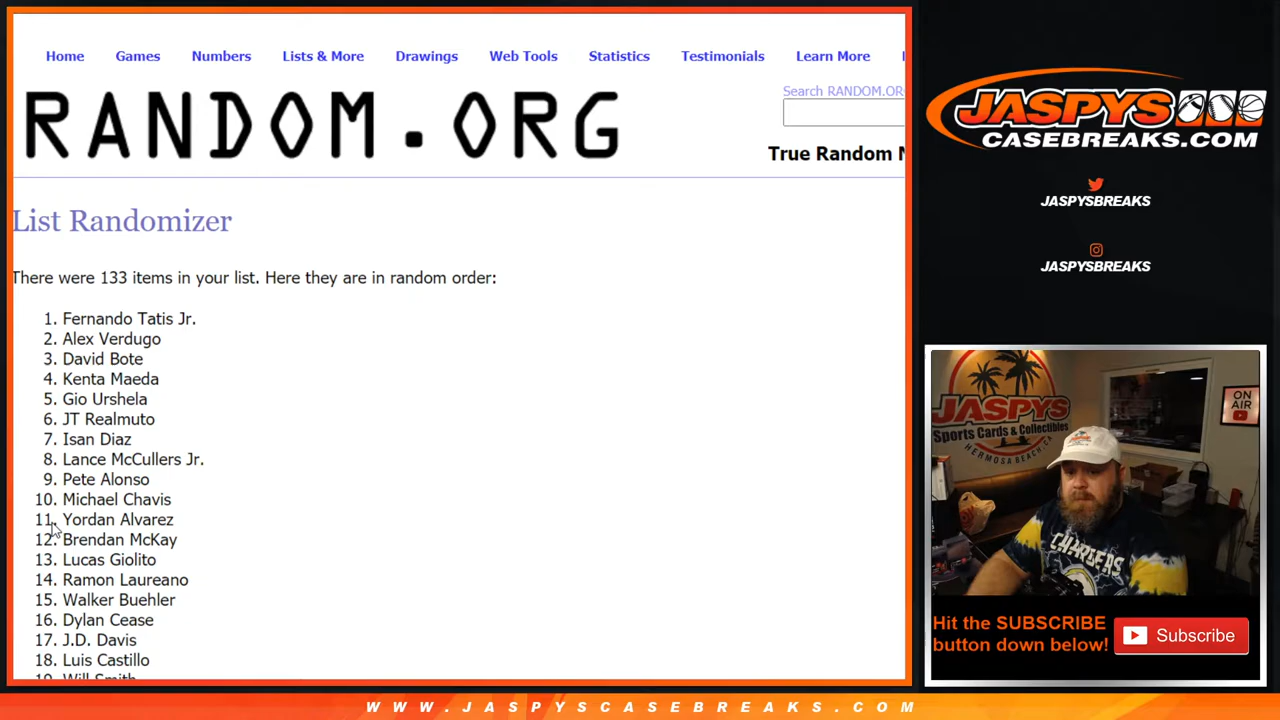 Home Games Numbers Lists & More Drawings Web Tools Statistics Testimonials Learn More
Search RANDOM.OR
RANDOM.ORG
True Random
List Randomizer
There were 133 items in your list. Here they are in random order:
1. Fernando Tatis Jr.
2. Alex Verdugo
3. David Bote
4. Kenta Maeda
5. Gio Urshela
6. JT Realmuto
7. Isan Diaz
8. Lance McCullers Jr.
9. Pete Alonso
10. Michael Chavis
11. Yordan Alvarez
12. Brendan McKay
13. Lucas Giolito
14. Ramon Laureano
15. Walker Buehler
16. Dylan Cease
17. J.D. Davis
18. Luis Castillo
19. Will Smith
JASPYS
CASEBREAKS.COM
JASPYSBREAKS
JASPYSBREAKS
JASPYS
Sports Cards & Collectibles
HERMOSA BEACH, CA
ON
AIR
CHARGERS
Hit the SUBSCRIBE
button down below!
Subscribe
WWW.JASPYSCASEBREAKS.COM